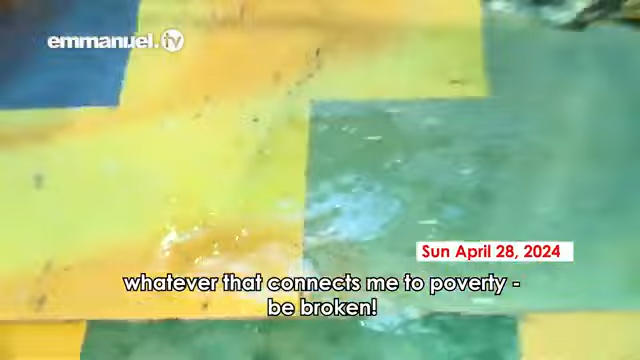 emmanuel.tv
Sun April 28, 2024
whatever that connects me to poverty -
be broken!